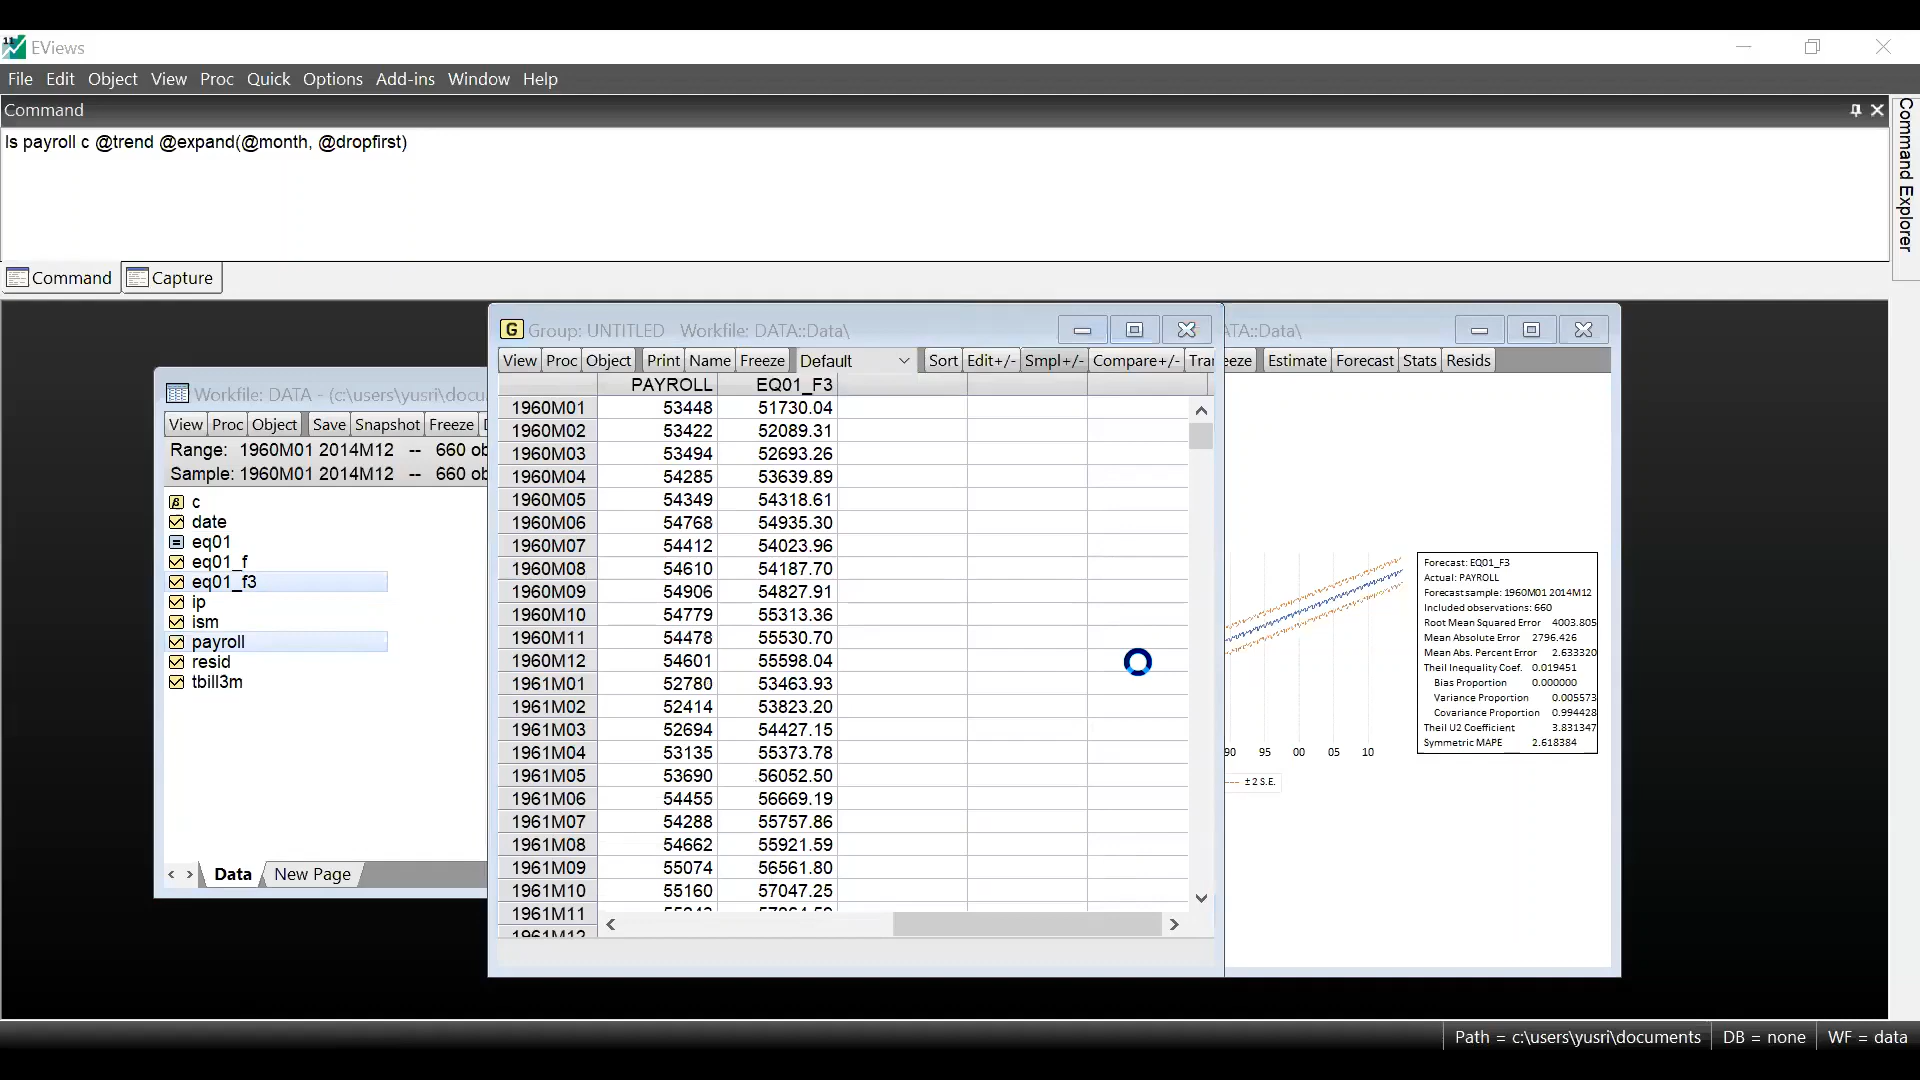 EViews
File Edit Object View Proc Quick Options Add-ins Window Help
Command
ls payroll c @trend @expand(@month, @dropfirst)
Command Capture
Command Explorer
Workfile: DATA - (c:\users\yusri\docu
View Proc Object Save Snapshot Freeze
Range: 1960M01 2014M12 -- 660 ob
Sample: 1960M01 2014M12 -- 660 ob
c
date
eq01
eq01_f
eq01_f3
ip
ism
payroll
resid
tbill3m
Data New Page
Group: UNTITLED Workfile: DATA::Data\
View Proc Object Print Name Freeze Default Sort Edit+/- Smpl+/- Compare+/- Tra
PAYROLL EQ01_F3
1960M01 53448 51730.04
1960M02 53422 52089.31
1960M03 53494 52693.26
1960M04 54285 53639.89
1960M05 54349 54318.61
1960M06 54768 54935.30
1960M07 54412 54023.96
1960M08 54610 54187.70
1960M09 54906 54827.91
1960M10 54779 55313.36
1960M11 54478 55530.70
1960M12 54601 55598.04
1961M01 52780 53463.93
1961M02 52414 53823.20
1961M03 52694 54427.15
1961M04 53135 55373.78
1961M05 53690 56052.50
1961M06 54455 56669.19
1961M07 54288 55757.86
1961M08 54662 55921.59
1961M09 55074 56561.80
1961M10 55160 57047.25
1961M11
1961M12
ATA::Data\
eeze Estimate Forecast Stats Resids
90 95 00 05 10
± 2 S.E.
Forecast: EQ01_F3
Actual: PAYROLL
Forecast sample: 1960M01 2014M12
Included observations: 660
Root Mean Squared Error 4003.805
Mean Absolute Error 2796.426
Mean Abs. Percent Error 2.633320
Theil Inequality Coef. 0.019451
Bias Proportion 0.000000
Variance Proportion 0.005573
Covariance Proportion 0.994428
Theil U2 Coefficient 3.831347
Symmetric MAPE 2.618384
Path = c:\users\yusri\documents DB = none WF = data